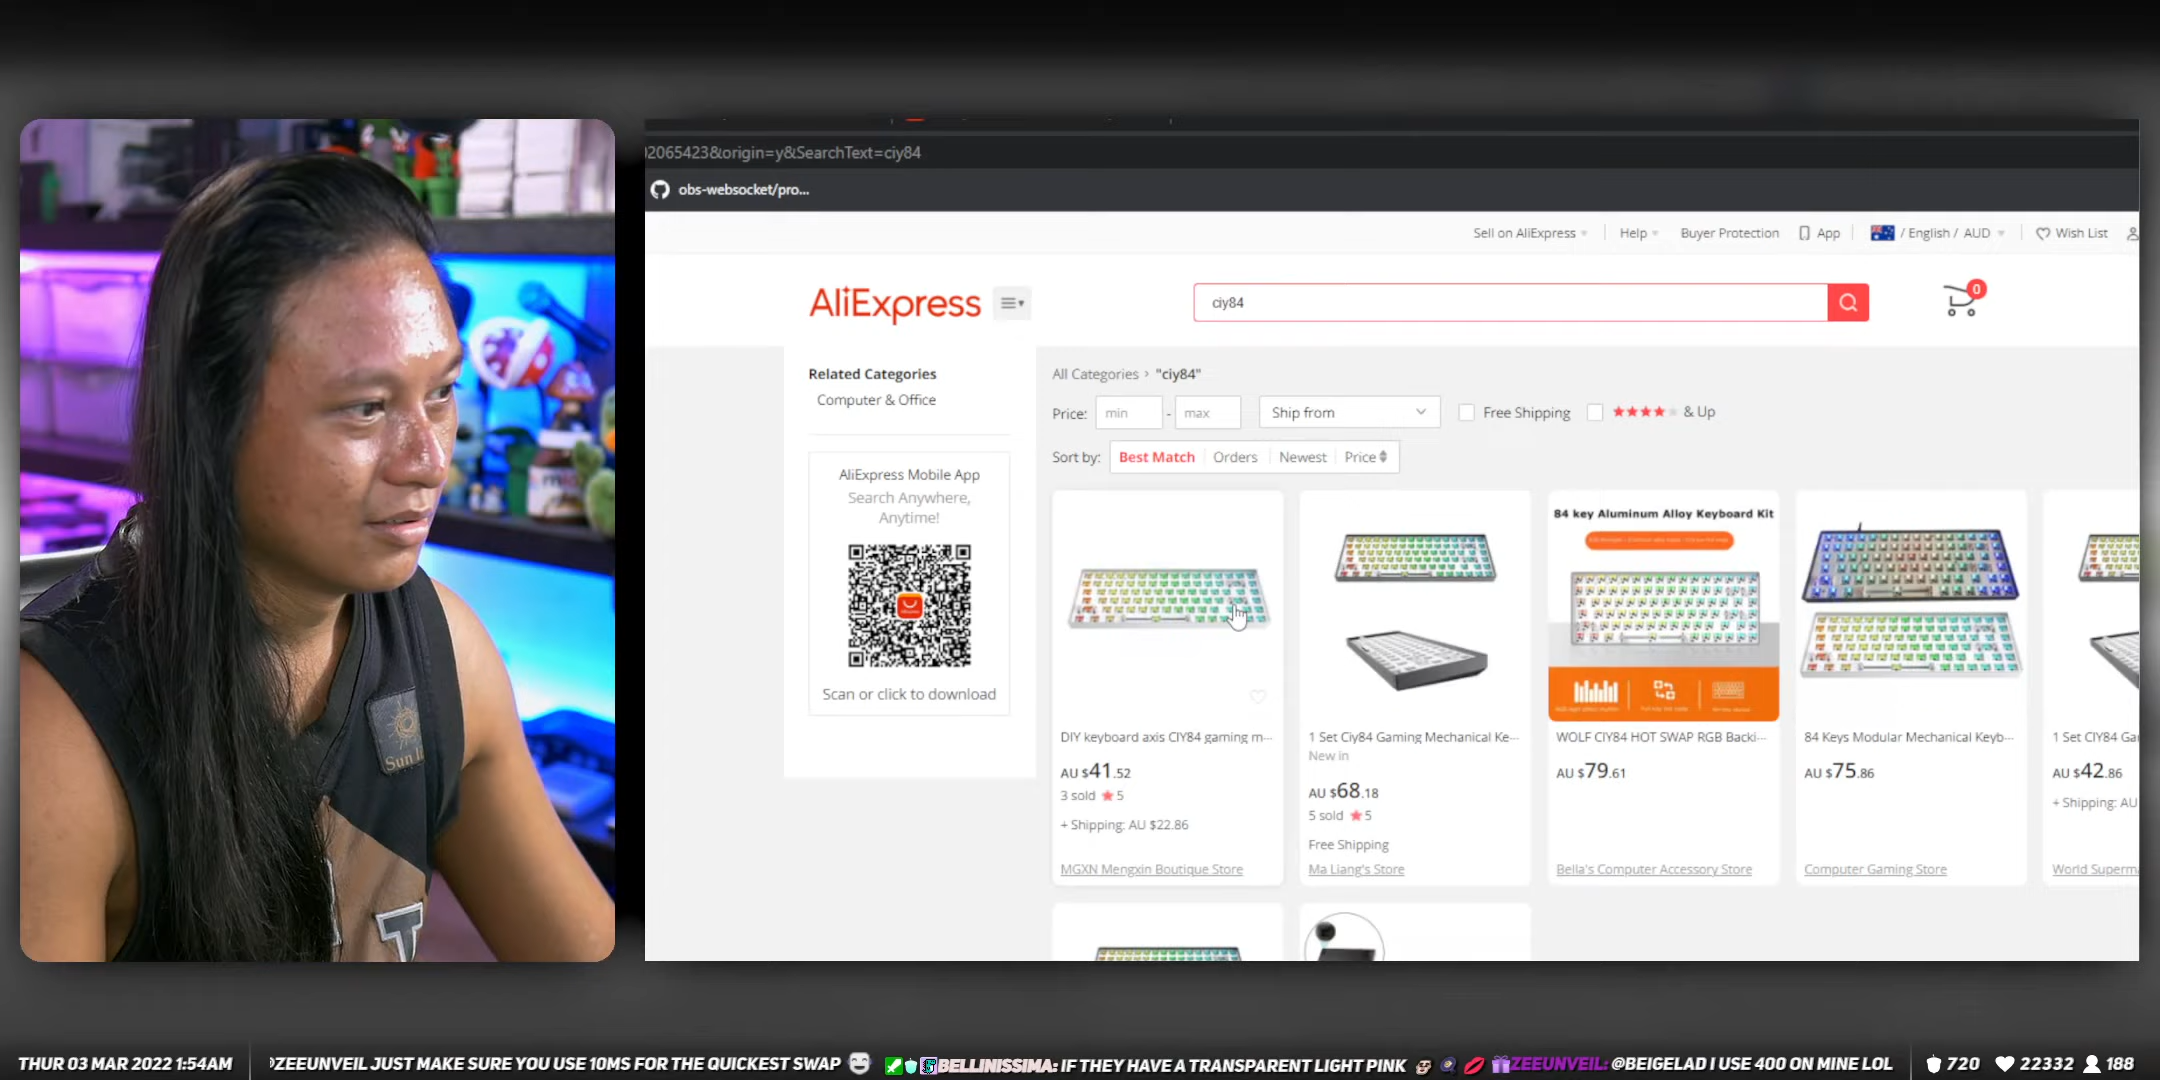 02065423&origin=y&SearchText=ciy84
obs-websocket/pro...
Sell on AliExpress
Help
Buyer Protection
App
/ English / AUD
Wish List
AliExpress
ciy84
0
Related Categories
Computer & Office
AliExpress Mobile App
Search Anywhere,
Anytime!
Scan or click to download
All Categories > "ciy84"
Price: min - max
Ship from
Free Shipping
& Up
Sort by: Best Match Orders Newest Price
84 key Aluminum Alloy Keyboard Kit
DIY keyboard axis CIY84 gaming m...
AU $41.52
3 sold ★ 5
+ Shipping: AU $22.86
MGXN Mengxin Boutique Store
1 Set Ciy84 Gaming Mechanical Ke...
New in
AU $68.18
5 sold ★ 5
Free Shipping
Ma Liang's Store
WOLF CIY84 HOT SWAP RGB Backi...
AU $79.61
Bella's Computer Accessory Store
84 Keys Modular Mechanical Keyb...
AU $75.86
Computer Gaming Store
1 Set CIY84 Ga
AU $42.86
+ Shipping: AU
World Superm
Sun
T
THUR 03 MAR 2022 1:54AM
@ZEEUNVEIL JUST MAKE SURE YOU USE 10MS FOR THE QUICKEST SWAP
BELLINISSIMA: IF THEY HAVE A TRANSPARENT LIGHT PINK
ZEEUNVEIL: @BEIGELAD I USE 400 ON MINE LOL
720 22332 188